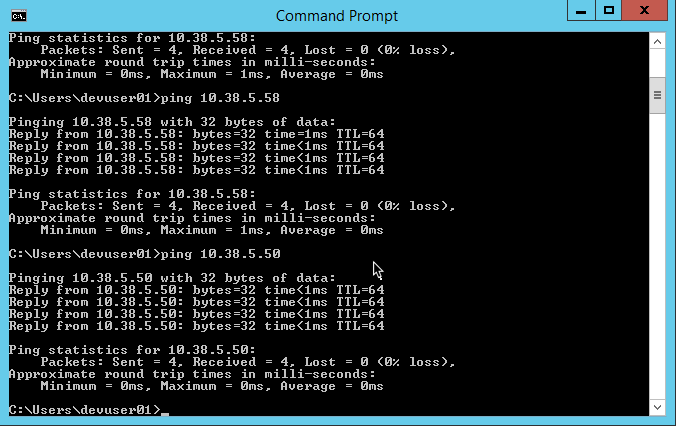 Command Prompt
Ping statistics for 10.38.5.58:
    Packets: Sent = 4, Received = 4, Lost = 0 (0% loss),
Approximate round trip times in milli-seconds:
    Minimum = 0ms, Maximum = 1ms, Average = 0ms
C:\Users\devuser01>ping 10.38.5.58
Pinging 10.38.5.58 with 32 bytes of data:
Reply from 10.38.5.58: bytes=32 time=1ms TTL=64
Reply from 10.38.5.58: bytes=32 time<1ms TTL=64
Reply from 10.38.5.58: bytes=32 time<1ms TTL=64
Reply from 10.38.5.58: bytes=32 time<1ms TTL=64
Ping statistics for 10.38.5.58:
    Packets: Sent = 4, Received = 4, Lost = 0 (0% loss),
Approximate round trip times in milli-seconds:
    Minimum = 0ms, Maximum = 1ms, Average = 0ms
C:\Users\devuser01>ping 10.38.5.50
Pinging 10.38.5.50 with 32 bytes of data:
Reply from 10.38.5.50: bytes=32 time<1ms TTL=64
Reply from 10.38.5.50: bytes=32 time<1ms TTL=64
Reply from 10.38.5.50: bytes=32 time<1ms TTL=64
Reply from 10.38.5.50: bytes=32 time<1ms TTL=64
Ping statistics for 10.38.5.50:
    Packets: Sent = 4, Received = 4, Lost = 0 (0% loss),
Approximate round trip times in milli-seconds:
    Minimum = 0ms, Maximum = 0ms, Average = 0ms
C:\Users\devuser01>_